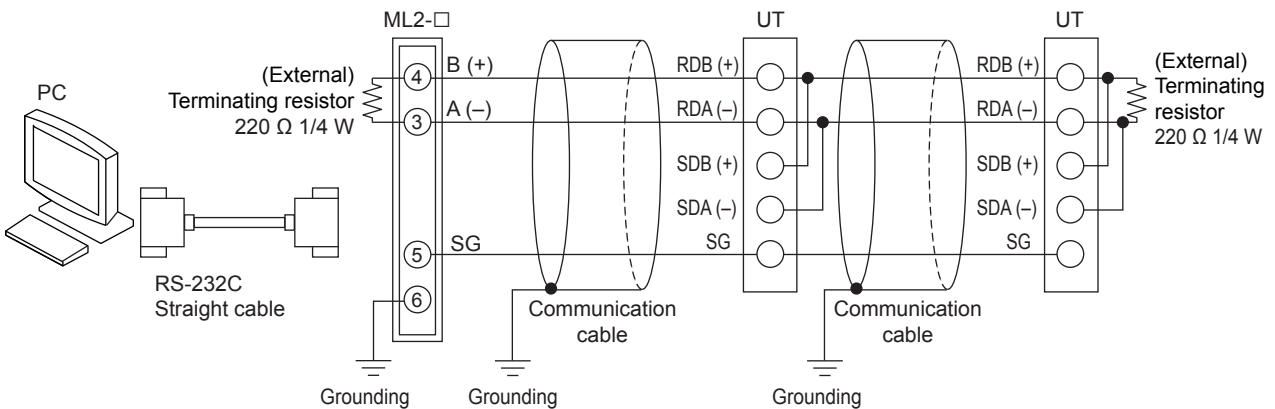 ML2-□
UT
UT
PC
(External)
Terminating resistor
220 Ω 1/4 W
4
B (+)
3
A (–)
5
SG
6
RDB (+)
RDA (–)
SDB (+)
SDA (–)
SG
RDB (+)
RDA (–)
SDB (+)
SDA (–)
SG
(External)
Terminating
resistor
220 Ω 1/4 W
RS-232C
Straight cable
Communication
cable
Communication
cable
Grounding
Grounding
Grounding